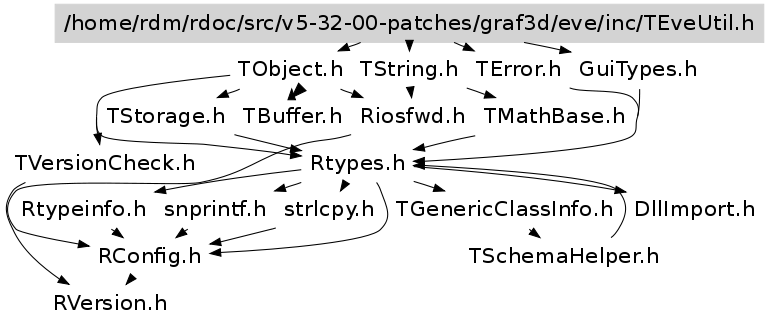 /home/rdm/rdoc/src/v5-32-00-patches/graf3d/eve/inc/TEveUtil.h
TObject.h TString.h TError.h GuiTypes.h
TStorage.h TBuffer.h Riosfwd.h TMathBase.h
TVersionCheck.h Rtypes.h
Rtypeinfo.h snprintf.h strlcpy.h TGenericClassInfo.h DllImport.h
RConfig.h TSchemaHelper.h
RVersion.h